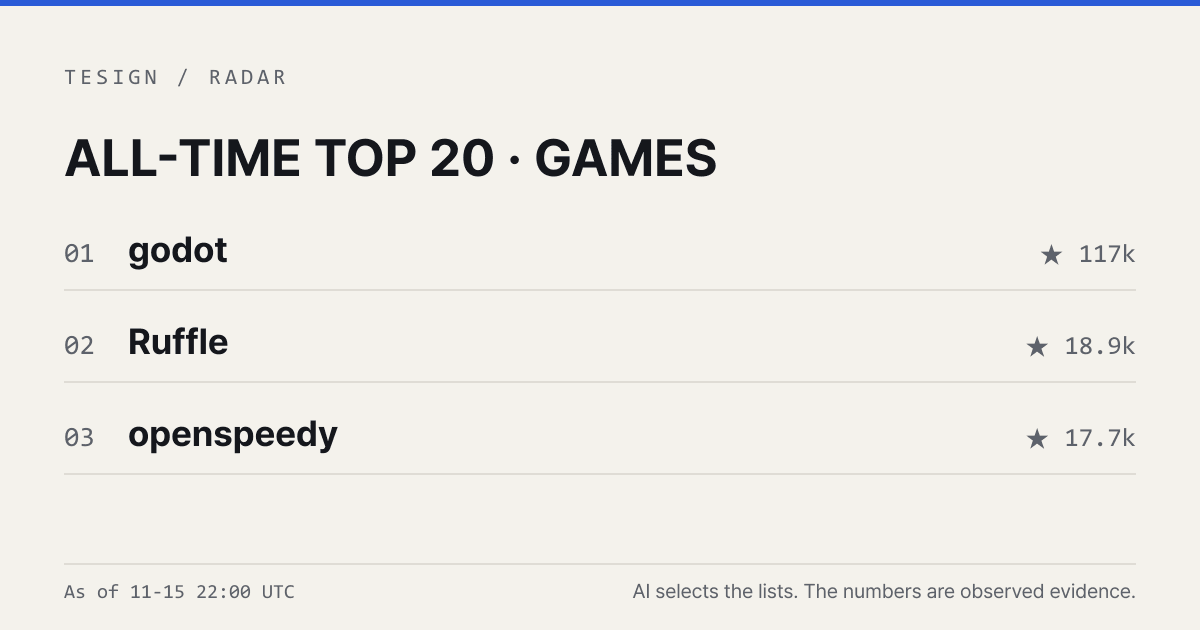 TESIGN / RADAR
ALL-TIME TOP 20 · GAMES
01 godot ★ 117k
02 Ruffle ★ 18.9k
03 openspeedy ★ 17.7k
As of 11-15 22:00 UTC AI selects the lists. The numbers are observed evidence.